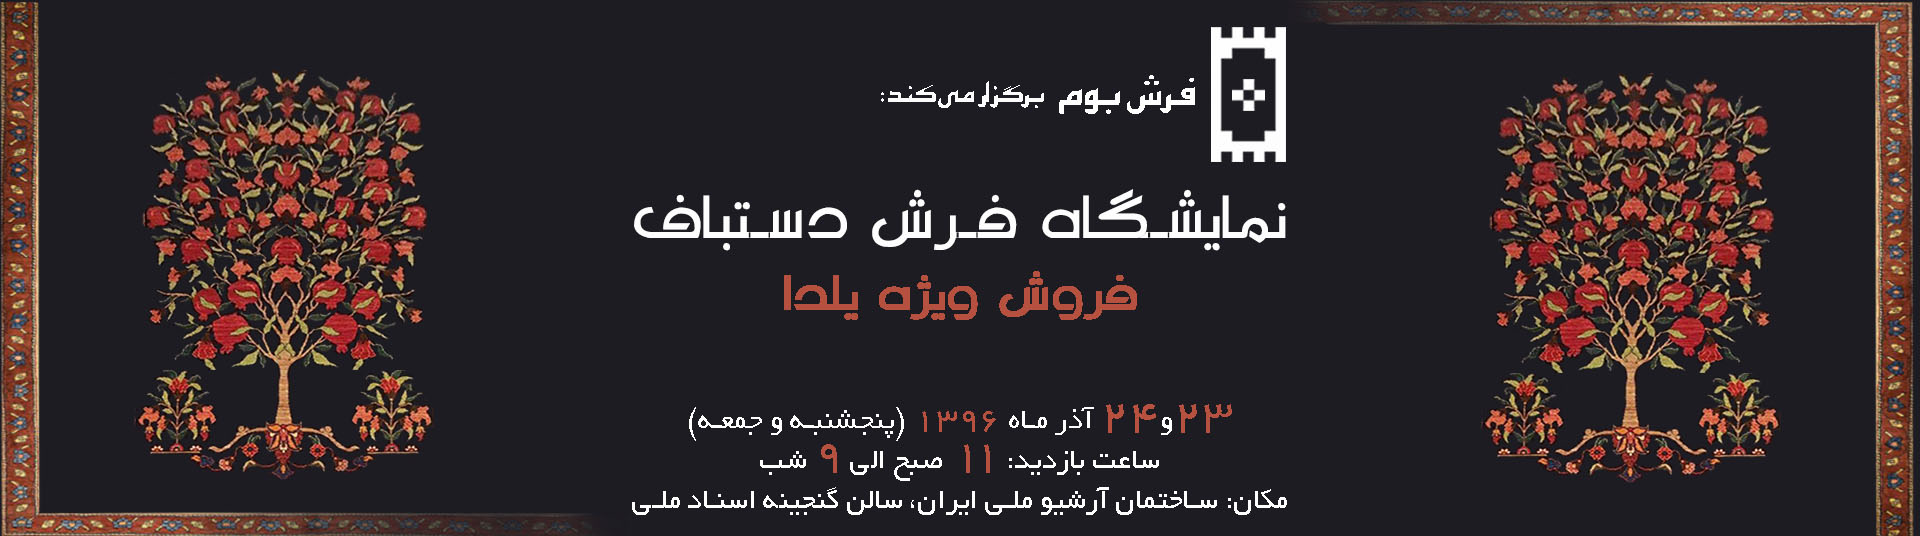 فرش بوم برگزار می‌کند:
نمایشگاه فرش دستباف
فروش ویژه یلدا
۲۳ و ۲۴ آذر ماه ۱۳۹۶ (پنجشنبه و جمعه)
ساعت بازدید: ۱۱ صبح الی ۹ شب
مکان: ساختمان آرشیو ملی ایران، سالن گنجینه اسناد ملی